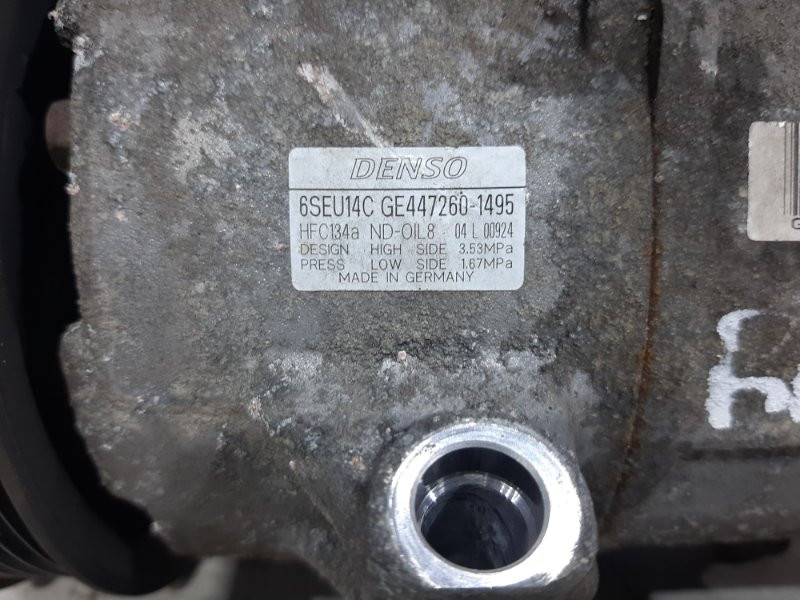 DENSO
6SEU14C GE447260-1495
HFC134a ND-OIL8 04 L 00924
DESIGN HIGH SIDE 3.53MPa
PRESS LOW SIDE 1.67MPa
MADE IN GERMANY